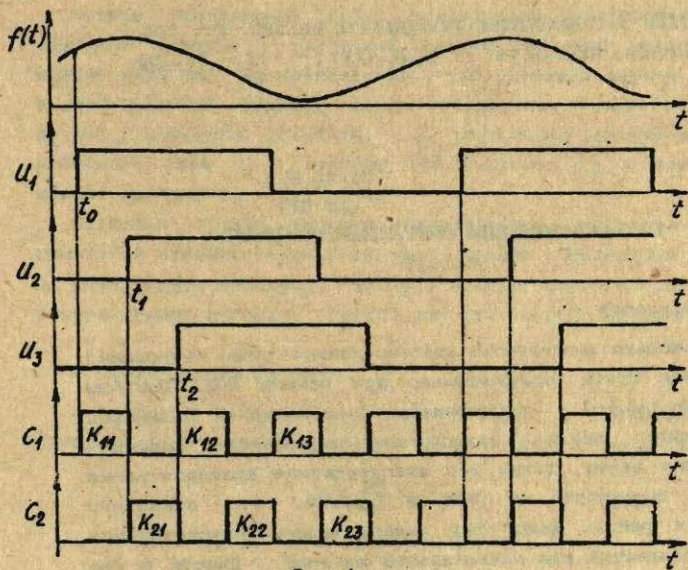 f(t)
t
U₁
t₀
t
U₂
t₁
t
U₃
t₂
t
C₁
K₁₁ K₁₂ K₁₃
t
C₂
K₂₁ K₂₂ K₂₃
t